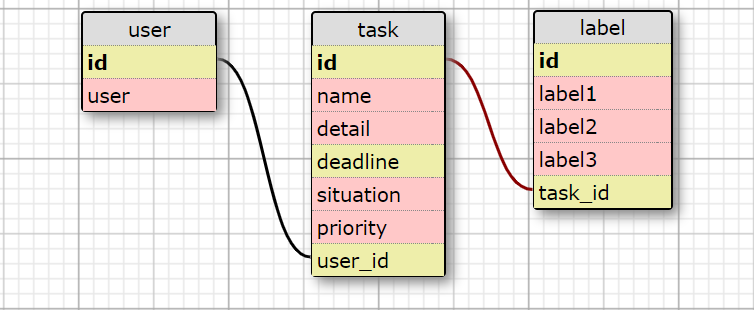 user
id
user
task
id
name
detail
deadline
situation
priority
user_id
label
id
label1
label2
label3
task_id